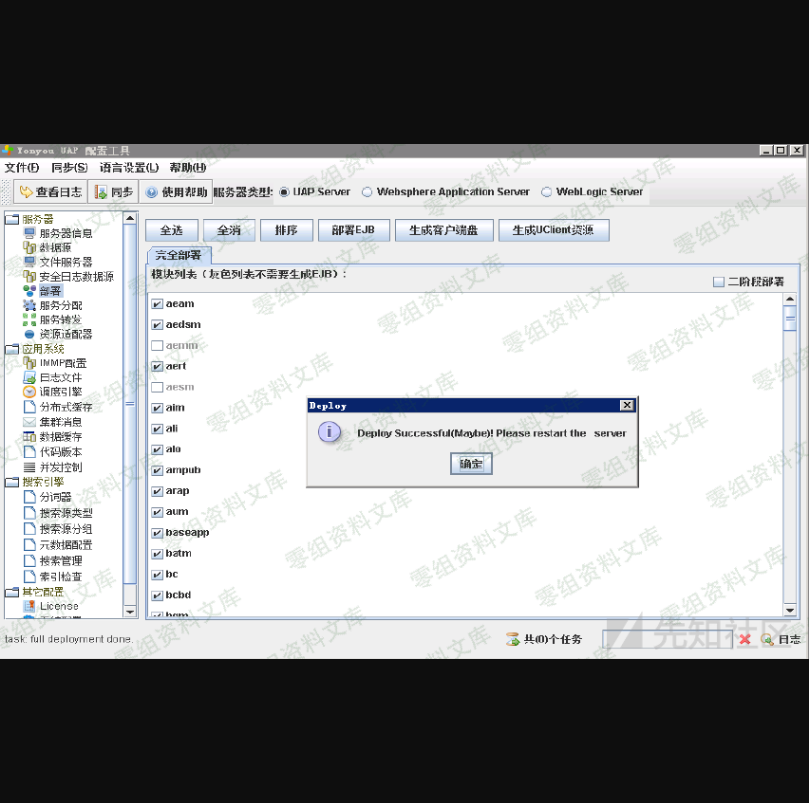 Yonyou UAP 配置工具
文件(F) 同步(S) 语言设置(L) 帮助(H)
查看日志 同步 使用帮助 服务器类型: UAP Server Websphere Application Server WebLogic Server
服务器
服务器信息
数据源
文件服务器
安全日志数据源
部署
服务分配
服务转发
资源适配器
应用系统
IMMP配置
日志文件
调度引擎
分布式缓存
集群消息
数据缓存
代码版本
并发控制
搜索引擎
分词器
搜索源类型
搜索源分组
元数据配置
搜索管理
索引检查
其它配置
License
全选 全消 排序 部署EJB 生成客户端盘 生成UClient资源
完全部署
模块列表（灰色列表不需要生成EJB）:
二阶段部署
aeam
aedsm
aemm
aert
aesm
aim
ali
alo
ampub
arap
aum
baseapp
batm
bc
bcbd
bgm
Deploy
Deploy Successful(Maybe)! Please restart the server
确定
task: full deployment done.
共(0)个任务
日志
先知社区
零组资料文库